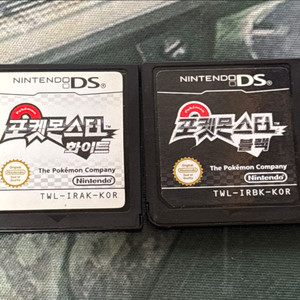 NINTENDO DS
포켓몬스터
화이트
The Pokémon Company
Nintendo
TWL-IRAK-KOR
NINTENDO DS
포켓몬스터
블랙
The Pokémon Company
Nintendo
TWL-IRBK-KOR